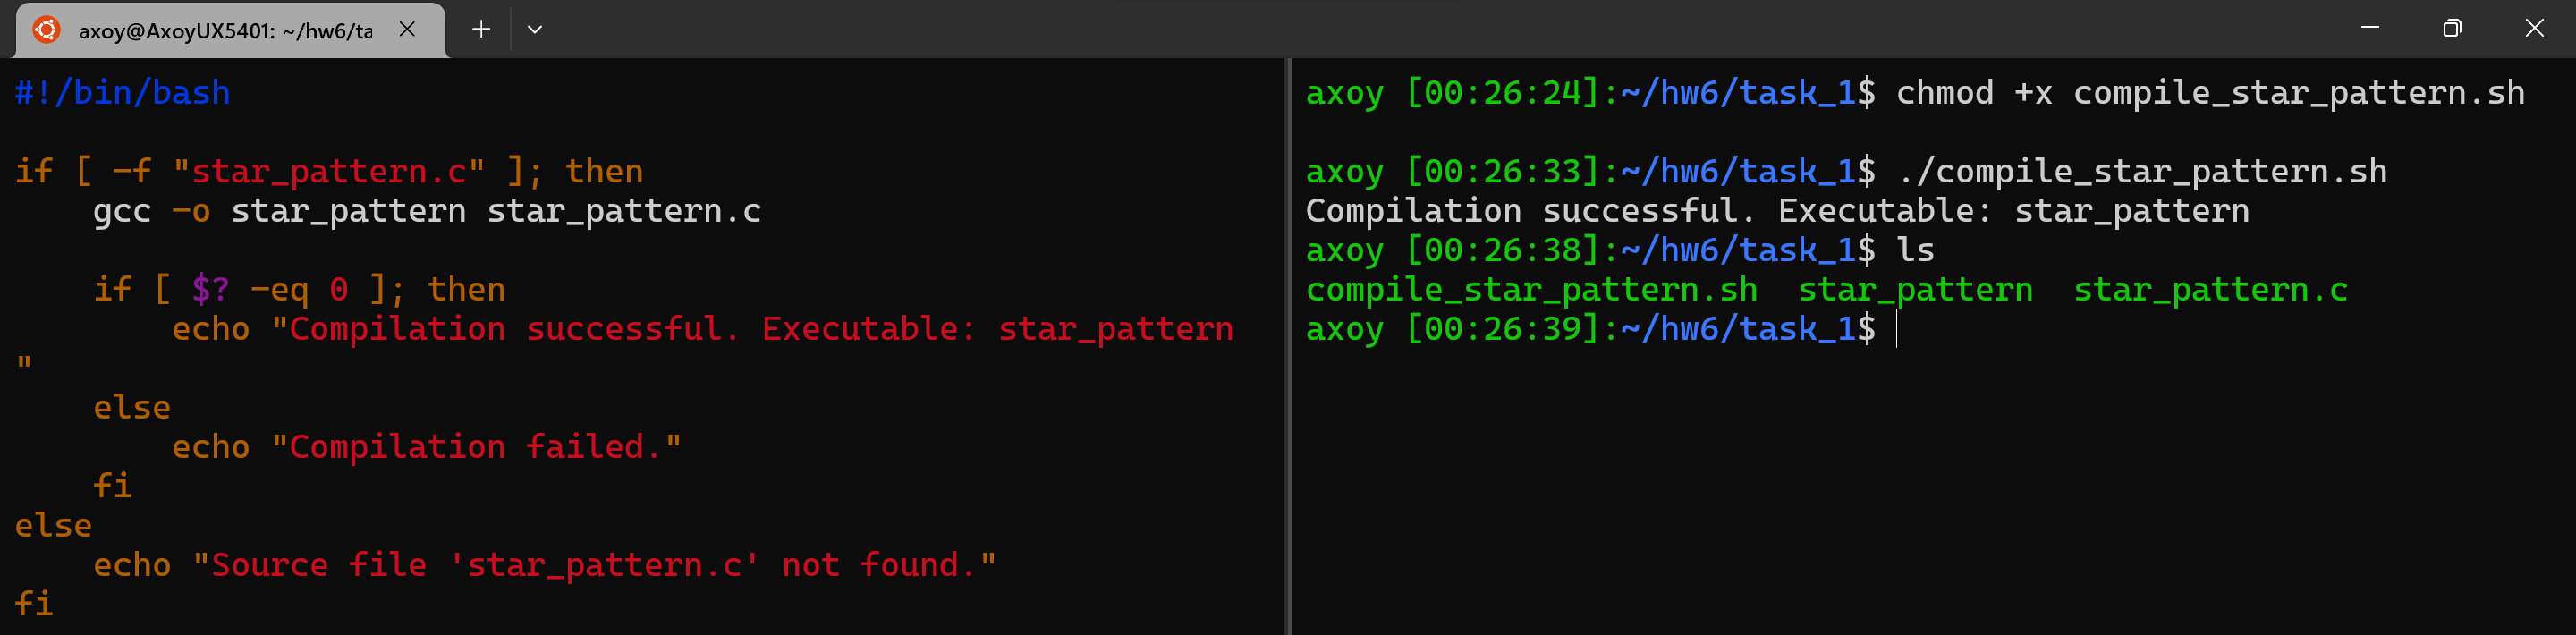 axoy@AxoyUX5401: ~/hw6/ta
#!/bin/bash
if [ -f "star_pattern.c" ]; then
    gcc -o star_pattern star_pattern.c
    if [ $? -eq 0 ]; then
        echo "Compilation successful. Executable: star_pattern
"
    else
        echo "Compilation failed."
    fi
else
    echo "Source file 'star_pattern.c' not found."
fi
axoy [00:26:24]:~/hw6/task_1$ chmod +x compile_star_pattern.sh
axoy [00:26:33]:~/hw6/task_1$ ./compile_star_pattern.sh
Compilation successful. Executable: star_pattern
axoy [00:26:38]:~/hw6/task_1$ ls
compile_star_pattern.sh  star_pattern  star_pattern.c
axoy [00:26:39]:~/hw6/task_1$